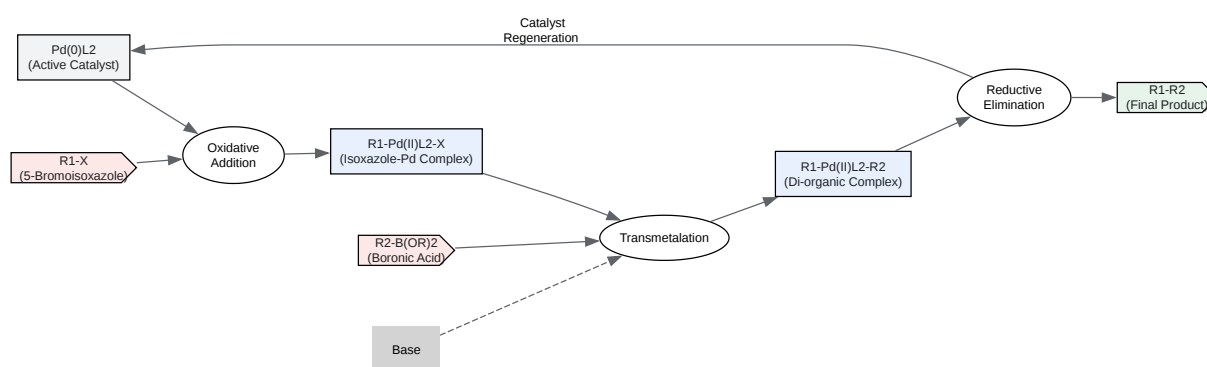 Catalyst
Regeneration
Pd(0)L2
(Active Catalyst)
Reductive
Elimination
R1-R2
(Final Product)
Oxidative
Addition
R1-Pd(II)L2-X
(Isoxazole-Pd Complex)
R1-X
(5-Bromoisoxazole)
R1-Pd(II)L2-R2
(Di-organic Complex)
Transmetalation
R2-B(OR)2
(Boronic Acid)
Base